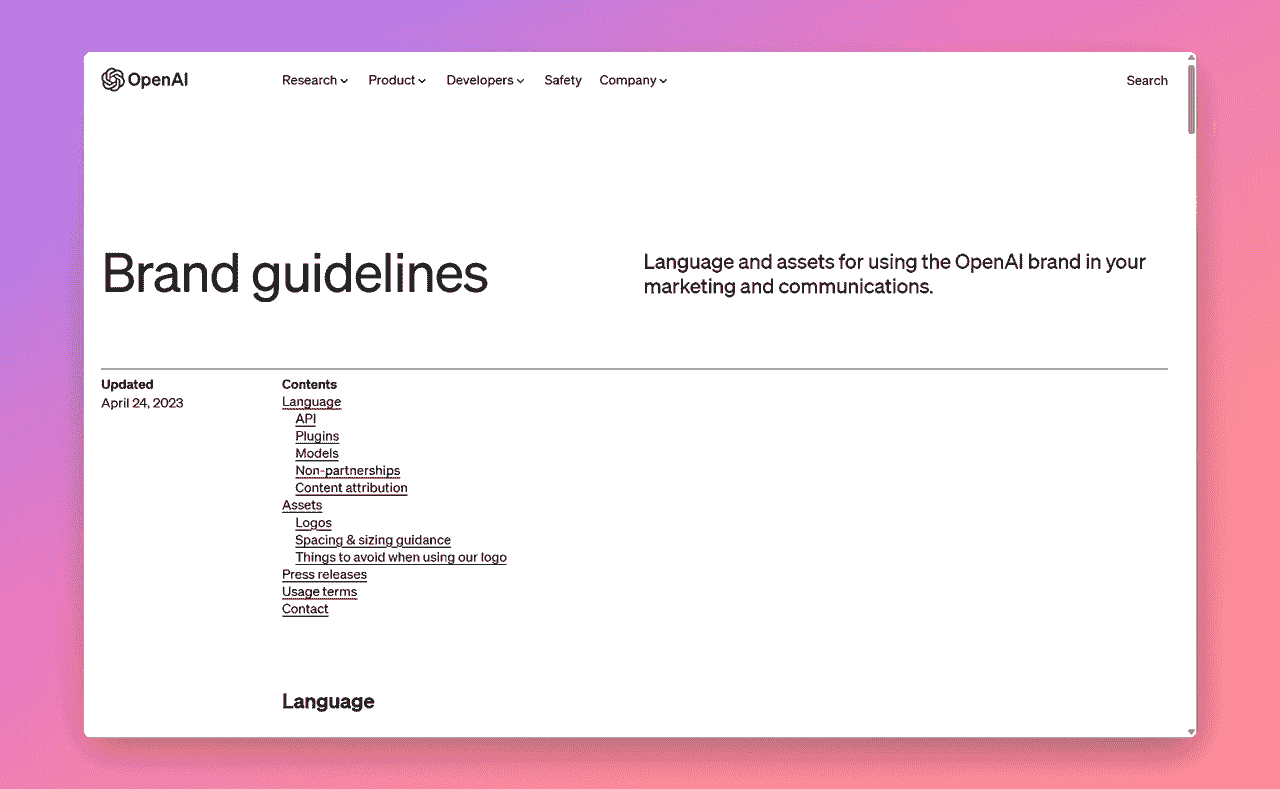 OpenAI Research Product Developers Safety Company Search
Brand guidelines
Language and assets for using the OpenAI brand in your
marketing and communications.
Updated
April 24, 2023
Contents
Language
API
Plugins
Models
Non-partnerships
Content attribution
Assets
Logos
Spacing & sizing guidance
Things to avoid when using our logo
Press releases
Usage terms
Contact
Language